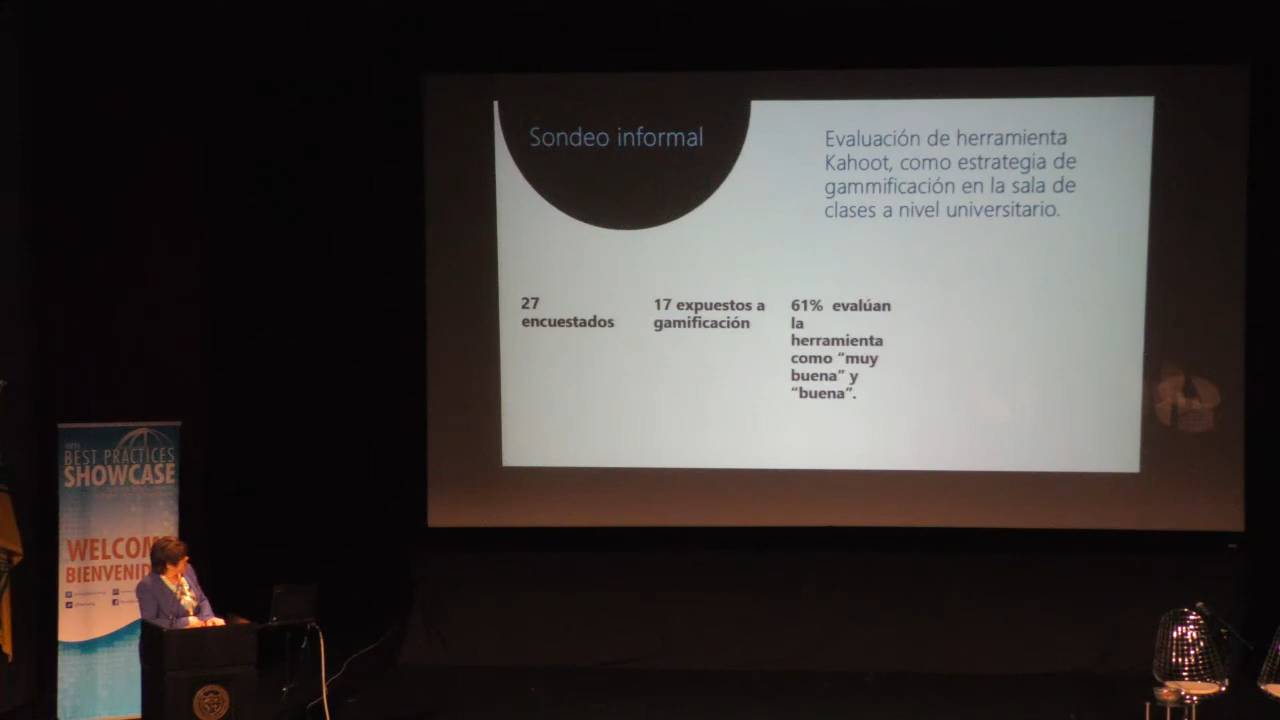 Sondeo informal
Evaluación de herramienta
Kahoot, como estrategia de
gammificación en la sala de
clases a nivel universitario.
27
encuestados
17 expuestos a
gamificación
61% evalúan
la
herramienta
como “muy
buena” y
“buena”.
BEST PRACTICES
SHOWCASE
WELCOM
BIENVENID